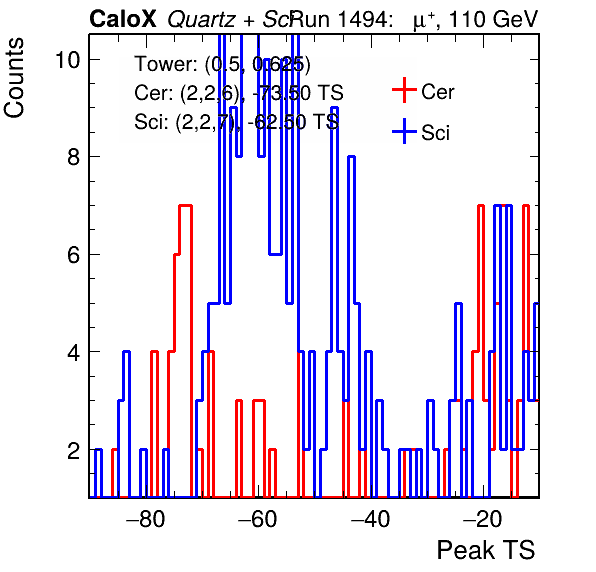 CaloX Quartz + Sci Run 1494: μ⁺, 110 GeV
Counts
Tower: (0.5, 0.625)
Cer: (2,2,6), -73.50 TS
Sci: (2,2,7), -62.50 TS
Cer
Sci
10
8
6
4
2
−80 −60 −40 −20
Peak TS